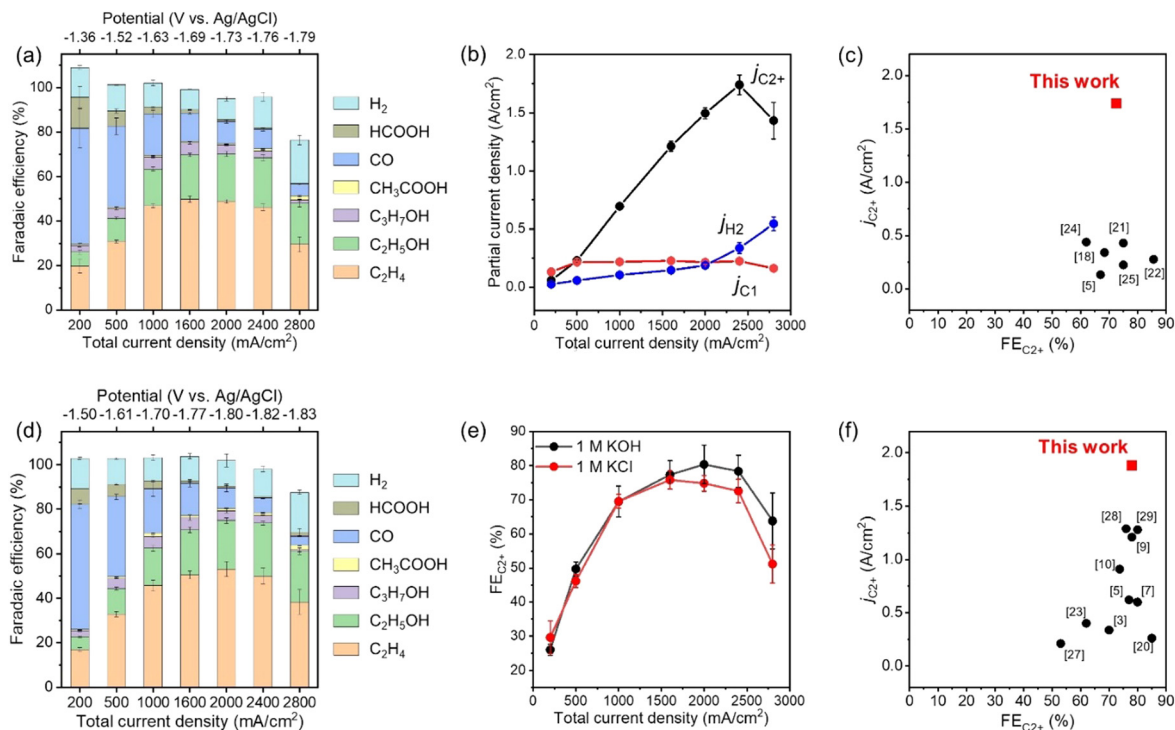 Potential (V vs. Ag/AgCl)
-1.36 -1.52 -1.63 -1.69 -1.73 -1.76 -1.79
(a)
Faradaic efficiency (%)
100
80
60
40
20
0
200 500 1000 1600 2000 2400 2800
Total current density (mA/cm²)
H₂
HCOOH
CO
CH₃COOH
C₃H₇OH
C₂H₅OH
C₂H₄
(b)
Partial current density (A/cm²)
2.0
1.5
1.0
0.5
0.0
jC2+
jH2
jC1
0 500 1000 1500 2000 2500 3000
Total current density (mA/cm²)
(c)
jC2+ (A/cm²)
2.0
1.5
1.0
0.5
0.0
This work
[24] [21]
[18]
[5] [25] [22]
0 10 20 30 40 50 60 70 80 90
FEC2+ (%)
Potential (V vs. Ag/AgCl)
-1.50 -1.61 -1.70 -1.77 -1.80 -1.82 -1.83
(d)
Faradaic efficiency (%)
100
80
60
40
20
0
200 500 1000 1600 2000 2400 2800
Total current density (mA/cm²)
H₂
HCOOH
CO
CH₃COOH
C₃H₇OH
C₂H₅OH
C₂H₄
(e)
FEC2+ (%)
90
80
70
60
50
40
30
20
1 M KOH
1 M KCl
0 500 1000 1500 2000 2500 3000
Total current density (mA/cm²)
(f)
jC2+ (A/cm²)
2.0
1.5
1.0
0.5
0.0
This work
[28] [29]
[9]
[10]
[5] [7]
[23] [3]
[27] [20]
0 10 20 30 40 50 60 70 80 90
FEC2+ (%)